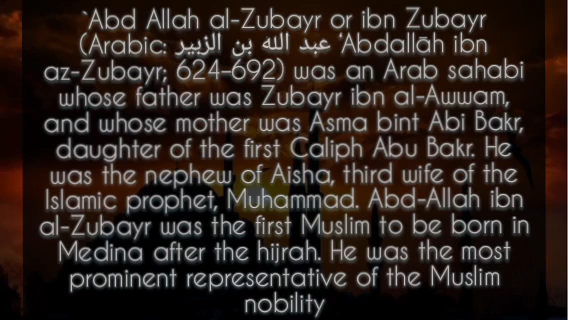 `Abd Allah al-Zubayr or ibn Zubayr
(Arabic: عبد الله بن الزبير ‘Abdallāh ibn
az-Zubayr; 624–692) was an Arab sahabi
whose father was Zubayr ibn al-Awwam,
and whose mother was Asma bint Abi Bakr,
daughter of the first Caliph Abu Bakr. He
was the nephew of Aisha, third wife of the
Islamic prophet, Muhammad. Abd-Allah ibn
al-Zubayr was the first Muslim to be born in
Medina after the hijrah. He was the most
prominent representative of the Muslim
nobility